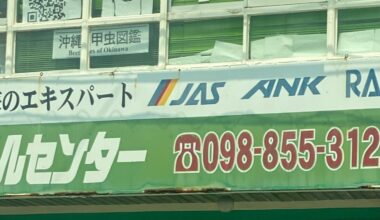 沖縄 甲虫図鑑
Beetles of Okinawa
のエキスパート JAS ANK RA
ルセンター ☎098-855-312